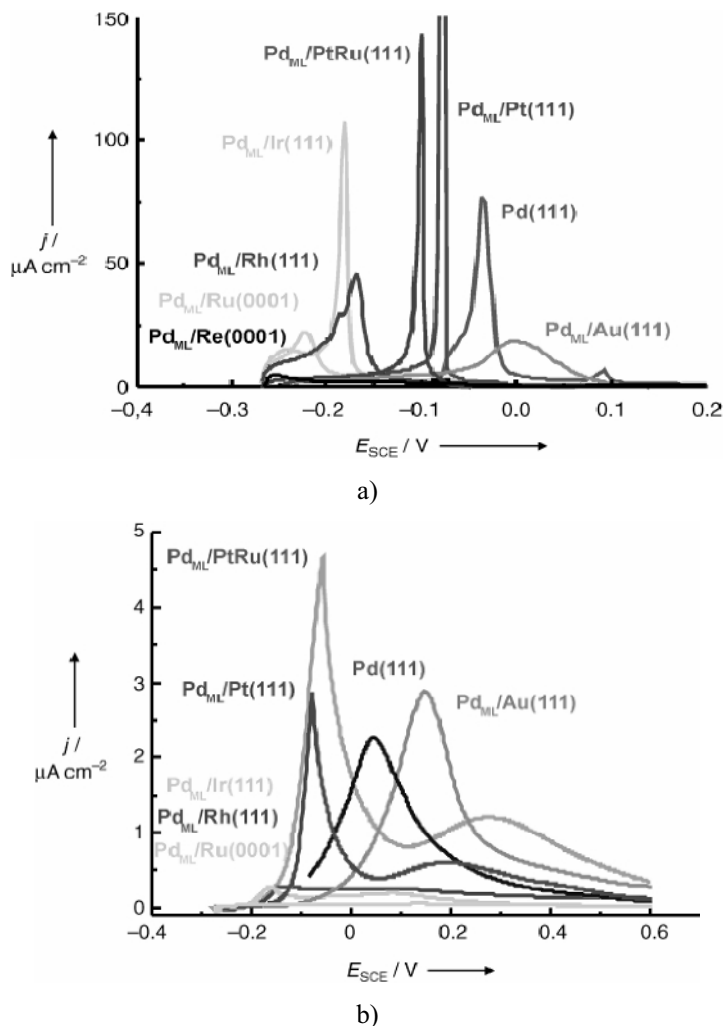 150
100
50
0
j /
μA cm⁻²
Pd_ML/PtRu(111)
Pd_ML/Pt(111)
Pd_ML/Ir(111)
Pd(111)
Pd_ML/Rh(111)
Pd_ML/Ru(0001)
Pd_ML/Re(0001)
Pd_ML/Au(111)
–0,4 –0.3 –0.2 –0.1 0.0 0.1 0.2
E_SCE / V
a)
5
4
3
2
1
0
j /
μA cm⁻²
Pd_ML/PtRu(111)
Pd(111)
Pd_ML/Pt(111)
Pd_ML/Au(111)
Pd_ML/Ir(111)
Pd_ML/Rh(111)
Pd_ML/Ru(0001)
–0.4 –0.2 0 0.2 0.4 0.6
E_SCE / V
b)